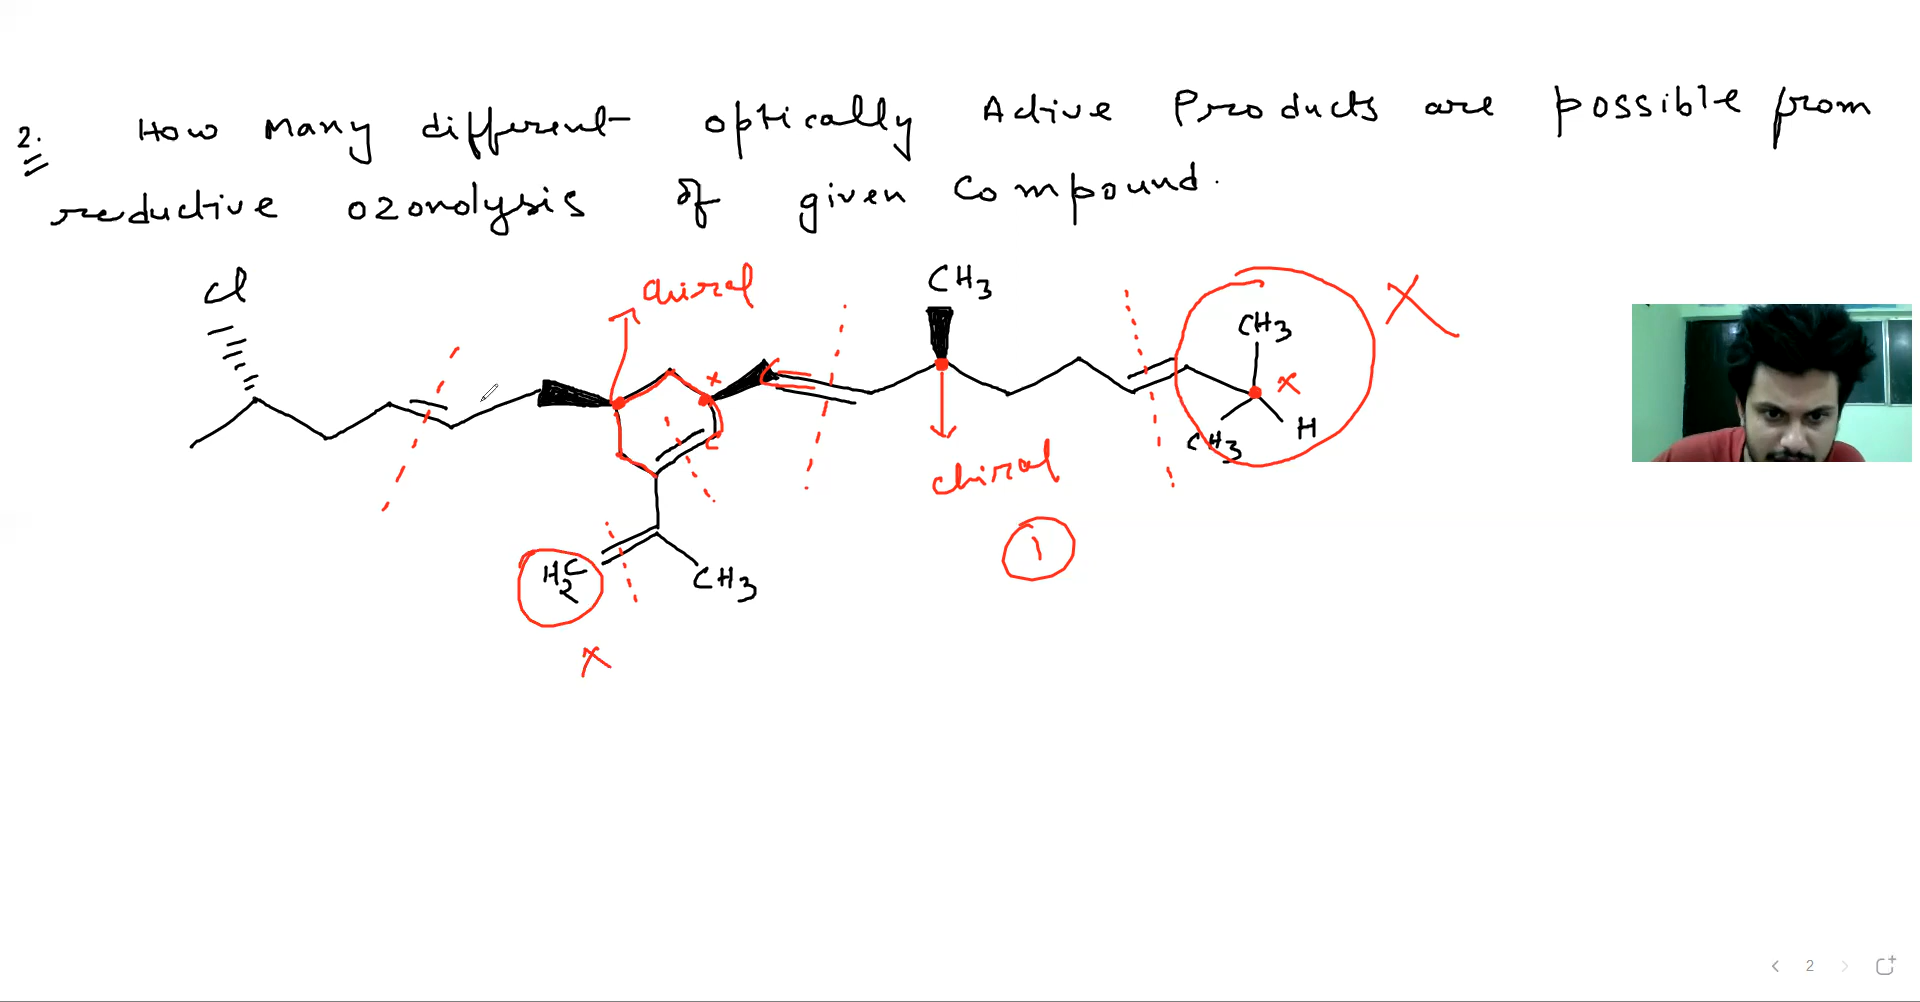 2. How many different optically Active Products are possible from
reductive ozonolysis of given compound.
Cl
chiral
CH3
X
CH3
x
x
H
CH3
chiral
1
H2C
CH3
x
2